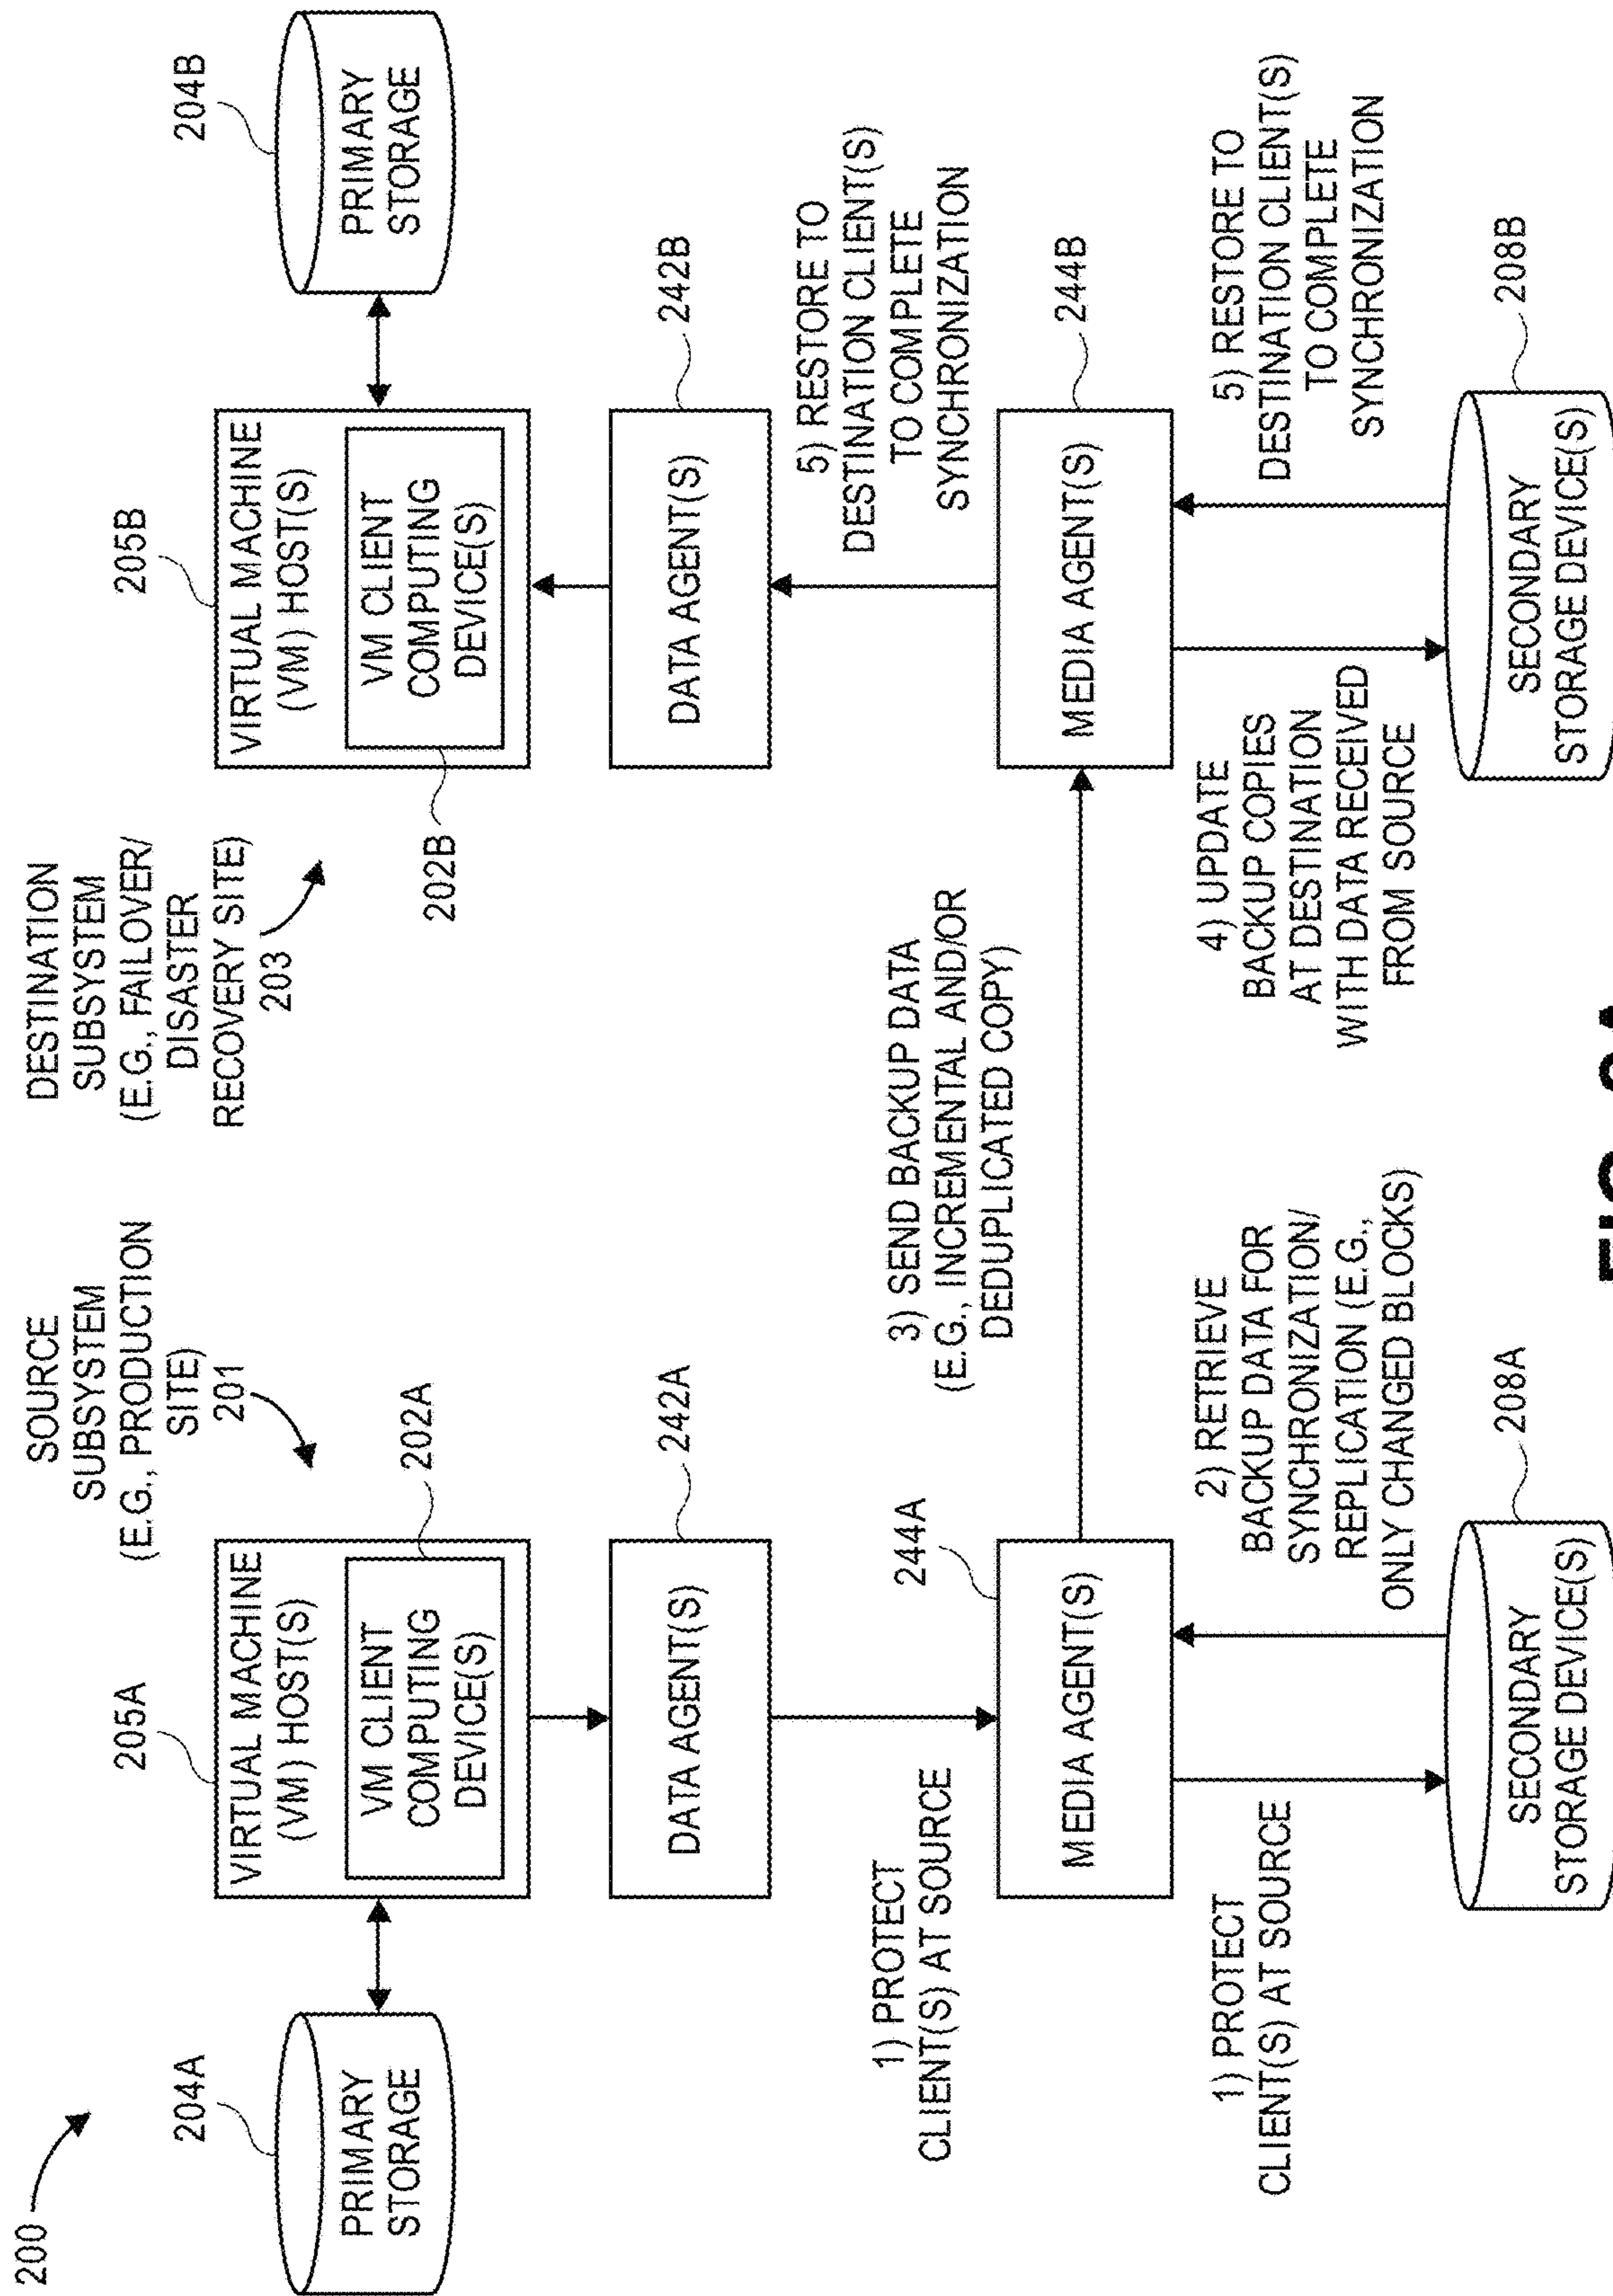 200
SOURCE
SUBSYSTEM
(E.G., PRODUCTION
SITE)
201
DESTINATION
SUBSYSTEM
(E.G., FAILOVER/
DISASTER
RECOVERY SITE)
203
204A
PRIMARY
STORAGE
205A
VIRTUAL MACHINE
(VM) HOST(S)
VM CLIENT
COMPUTING
DEVICE(S)
202A
205B
VIRTUAL MACHINE
(VM) HOST(S)
VM CLIENT
COMPUTING
DEVICE(S)
202B
204B
PRIMARY
STORAGE
DATA AGENT(S)
242A
DATA AGENT(S)
242B
1) PROTECT
CLIENT(S) AT SOURCE
3) SEND BACKUP DATA
(E.G., INCREMENTAL AND/OR
DEDUPLICATED COPY)
5) RESTORE TO
DESTINATION CLIENT(S)
TO COMPLETE
SYNCHRONIZATION
MEDIA AGENT(S)
244A
MEDIA AGENT(S)
244B
1) PROTECT
CLIENT(S) AT SOURCE
2) RETRIEVE
BACKUP DATA FOR
SYNCHRONIZATION/
REPLICATION (E.G.,
ONLY CHANGED BLOCKS)
4) UPDATE
BACKUP COPIES
AT DESTINATION
WITH DATA RECEIVED
FROM SOURCE
5) RESTORE TO
DESTINATION CLIENT(S)
TO COMPLETE
SYNCHRONIZATION
SECONDARY
STORAGE DEVICE(S)
208A
SECONDARY
STORAGE DEVICE(S)
208B